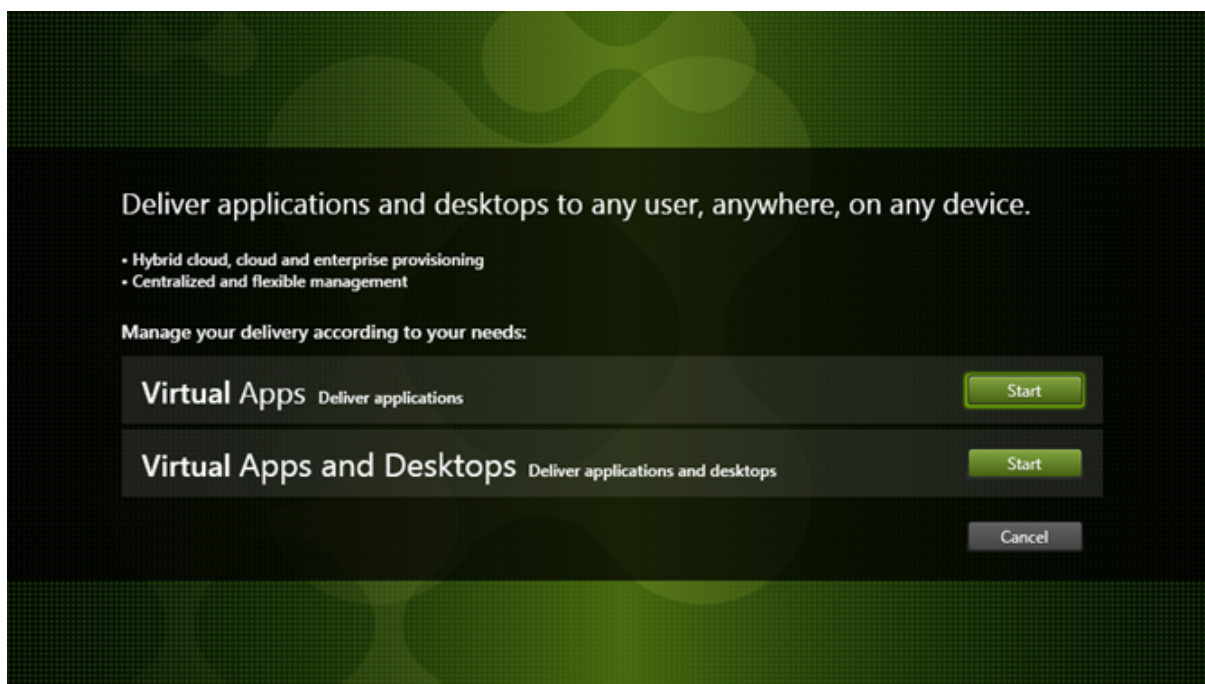 Deliver applications and desktops to any user, anywhere, on any device.
• Hybrid cloud, cloud and enterprise provisioning
• Centralized and flexible management
Manage your delivery according to your needs:
Virtual Apps Deliver applications Start
Virtual Apps and Desktops Deliver applications and desktops Start
Cancel